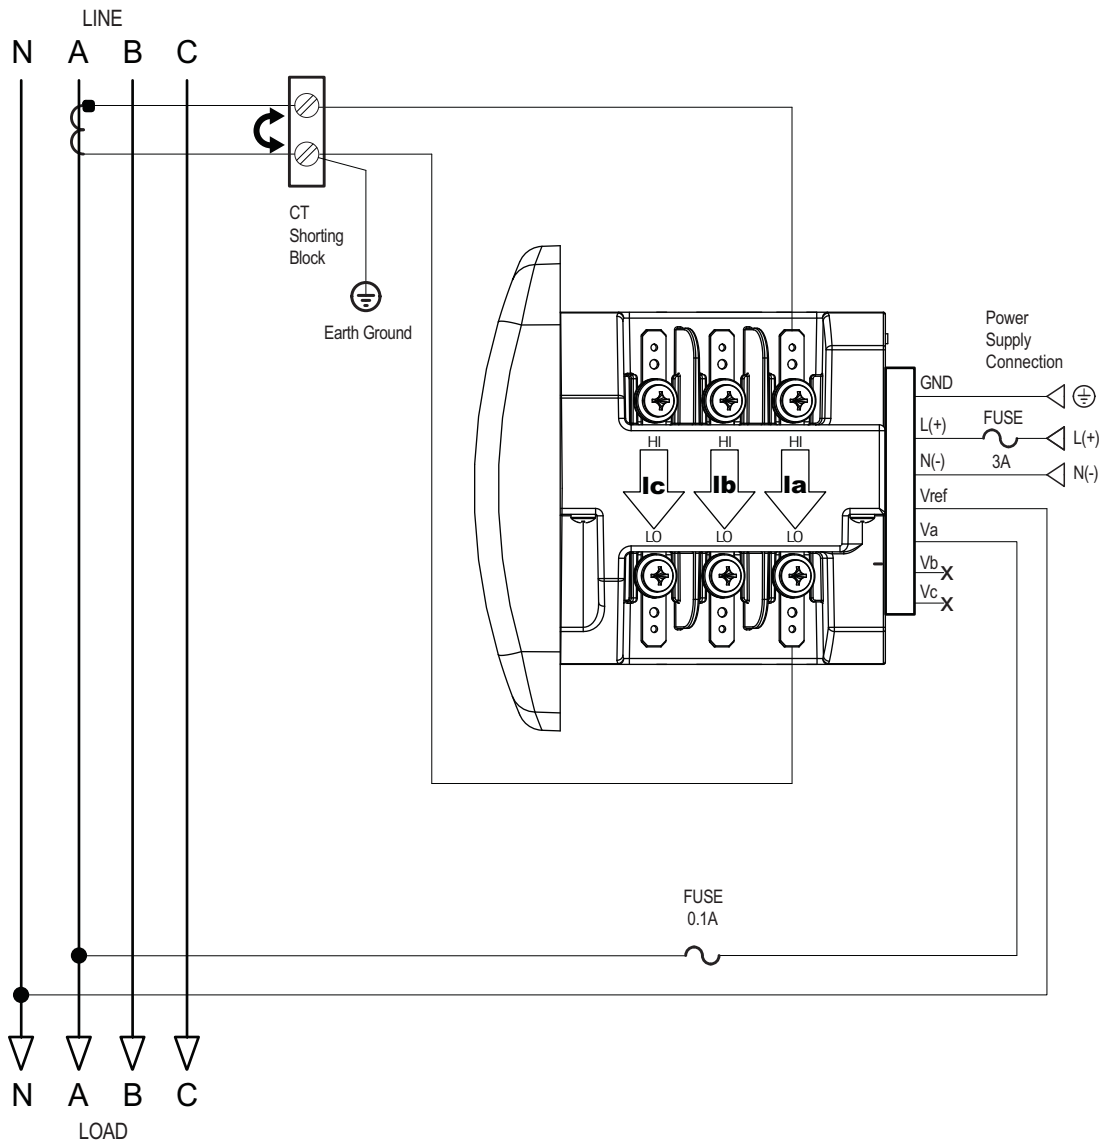 LINE
N A B C
CT
Shorting
Block
Earth Ground
Power
Supply
Connection
GND
L(+)
FUSE
3A
L(+)
N(-)
N(-)
Vref
Va
Vb
X
Vc
X
HI HI HI
Ic Ib Ia
LO LO LO
FUSE
0.1A
N A B C
LOAD